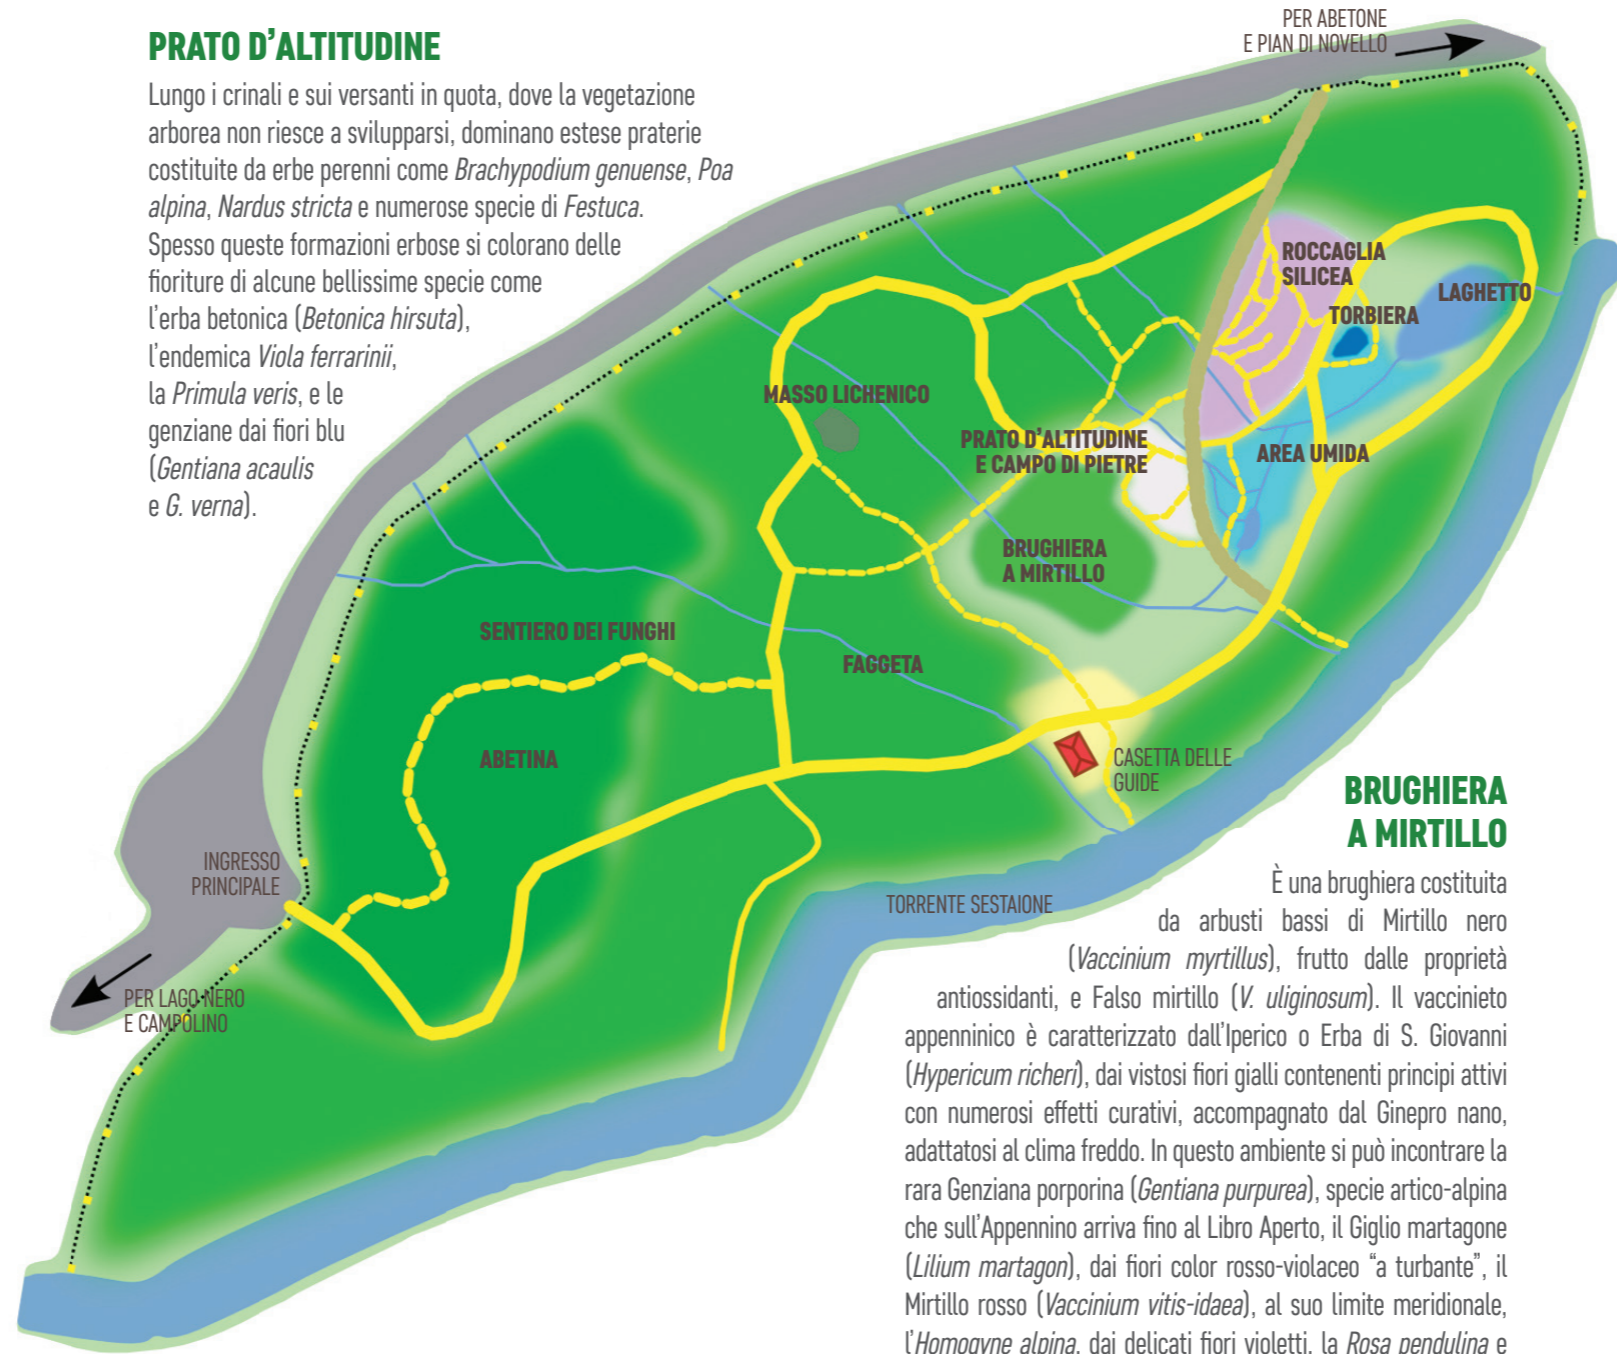 PRATO D'ALTITUDINE
Lungo i crinali e sui versanti in quota, dove la vegetazione
arborea non riesce a svilupparsi, dominano estese praterie
costituite da erbe perenni come Brachypodium genuense, Poa
alpina, Nardus stricta e numerose specie di Festuca.
Spesso queste formazioni erbose si colorano delle
fioriture di alcune bellissime specie come
l'erba betonica (Betonica hirsuta),
l'endemica Viola ferrarinii,
la Primula veris, e le
genziane dai fiori blu
(Gentiana acaulis
e G. verna).
PER ABETONE
E PIAN DI NOVELLO
ROCCAGLIA
SILICEA
LAGHETTO
TORBIERA
MASSO LICHENICO
PRATO D'ALTITUDINE
E CAMPO DI PIETRE
AREA UMIDA
BRUGHIERA
A MIRTILLO
SENTIERO DEI FUNGHI
FAGGETA
ABETINA
CASETTA DELLE
GUIDE
INGRESSO
PRINCIPALE
TORRENTE SESTAIONE
PER LAGO NERO
E CAMPOLINO
BRUGHIERA
A MIRTILLO
È una brughiera costituita
da arbusti bassi di Mirtillo nero
(Vaccinium myrtillus), frutto dalle proprietà
antiossidanti, e Falso mirtillo (V. uliginosum). Il vaccinieto
appenninico è caratterizzato dall'Iperico o Erba di S. Giovanni
(Hypericum richeri), dai vistosi fiori gialli contenenti principi attivi
con numerosi effetti curativi, accompagnato dal Ginepro nano,
adattatosi al clima freddo. In questo ambiente si può incontrare la
rara Genziana porporina (Gentiana purpurea), specie artico-alpina
che sull'Appennino arriva fino al Libro Aperto, il Giglio martagone
(Lilium martagon), dai fiori color rosso-violaceo "a turbante", il
Mirtillo rosso (Vaccinium vitis-idaea), al suo limite meridionale,
l'Homogyne alpina, dai delicati fiori violetti, la Rosa pendulina e